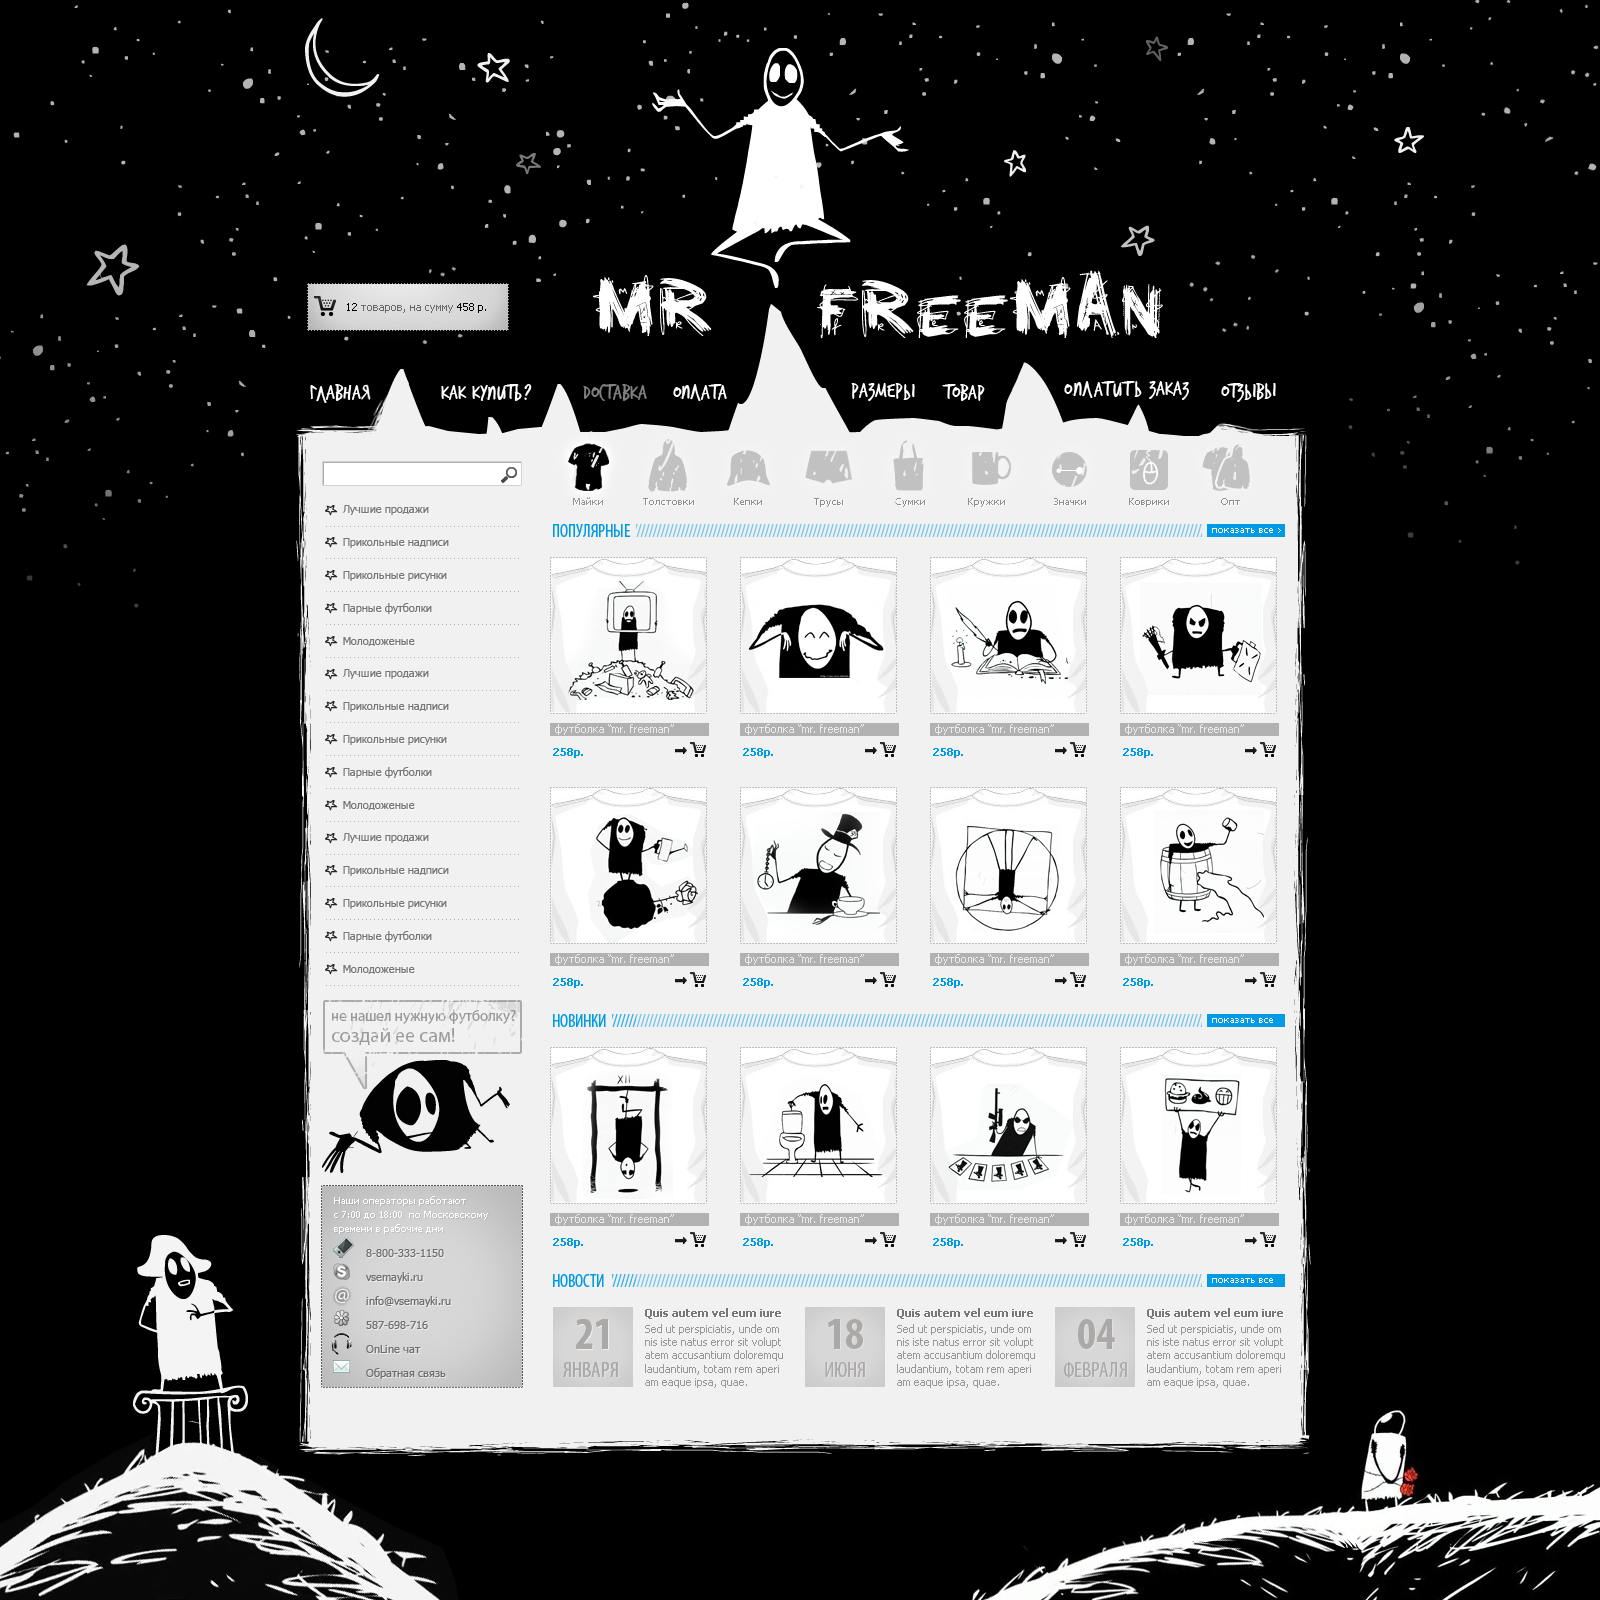 12 товаров, на сумму 458 р.
MR FREEMAN
ГЛАВНАЯ КАК КУПИТЬ? ДОСТАВКА ОПЛАТА РАЗМЕРЫ ТОВАР ОПЛАТИТЬ ЗАКАЗ ОТЗЫВЫ
Майки Толстовки Кепки Трусы Сумки Кружки Значки Коврики Опт
Лучшие продажи
Прикольные надписи
Прикольные рисунки
Парные футболки
Молодоженые
Лучшие продажи
Прикольные надписи
Прикольные рисунки
Парные футболки
Молодоженые
Лучшие продажи
Прикольные надписи
Прикольные рисунки
Парные футболки
Молодоженые
не нашел нужную футболку?
создай ее сам!
Наши операторы работают
с 7:00 до 18:00 по Московскому
времени в рабочие дни
8-800-333-1150
vsemayki.ru
info@vsemayki.ru
587-698-716
OnLine чат
Обратная связь
ПОПУЛЯРНЫЕ показать все >
футболка "mr. freeman" футболка "mr. freeman" футболка "mr. freeman" футболка "mr. freeman"
258р. 258р. 258р. 258р.
футболка "mr. freeman" футболка "mr. freeman" футболка "mr. freeman" футболка "mr. freeman"
258р. 258р. 258р. 258р.
НОВИНКИ показать все
XII
футболка "mr. freeman" футболка "mr. freeman" футболка "mr. freeman" футболка "mr. freeman"
258р. 258р. 258р. 258р.
НОВОСТИ показать все
21
ЯНВАРЯ
Quis autem vel eum iure
Sed ut perspiciatis, unde om
nis iste natus error sit volupt
atem accusantium doloremqu
laudantium, totam rem aperi
am eaque ipsa, quae.
18
ИЮНЯ
Quis autem vel eum iure
Sed ut perspiciatis, unde om
nis iste natus error sit volupt
atem accusantium doloremqu
laudantium, totam rem aperi
am eaque ipsa, quae.
04
ФЕВРАЛЯ
Quis autem vel eum iure
Sed ut perspiciatis, unde om
nis iste natus error sit volupt
atem accusantium doloremqu
laudantium, totam rem aperi
am eaque ipsa, quae.